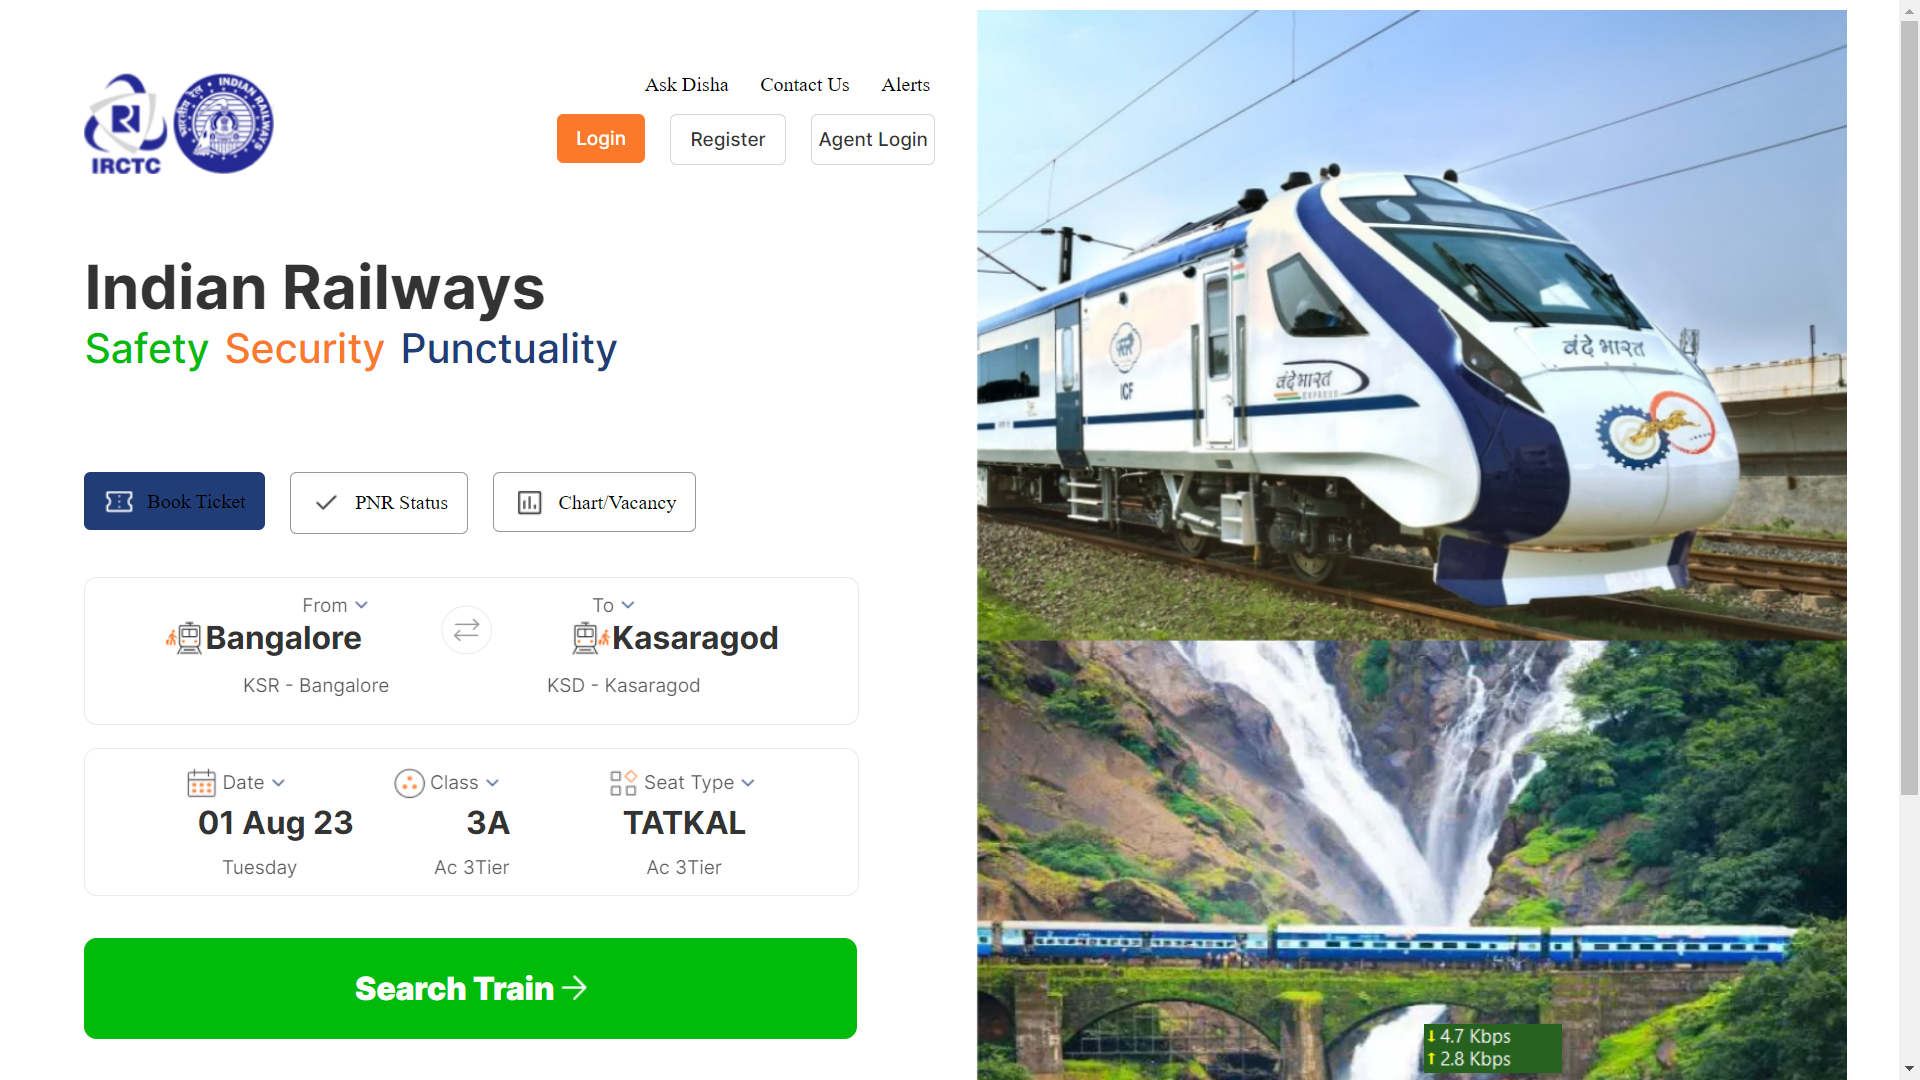 Ask Disha Contact Us Alerts
IRCTC
भारतीय रेल INDIAN RAILWAYS
Login Register Agent Login
Indian Railways
Safety Security Punctuality
Book Ticket PNR Status Chart/Vacancy
From To
Bangalore Kasaragod
KSR - Bangalore KSD - Kasaragod
Date Class Seat Type
01 Aug 23 3A TATKAL
Tuesday Ac 3Tier Ac 3Tier
Search Train
वंदे भारत
ICF
वंदे भारत
4.7 Kbps
2.8 Kbps